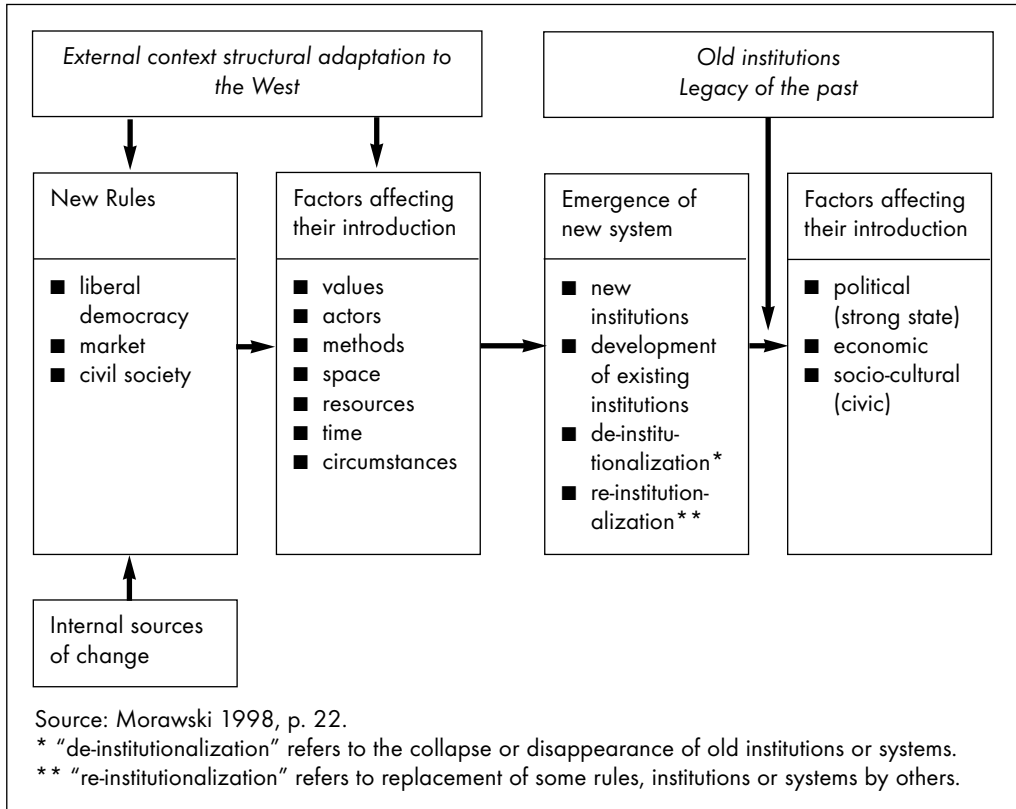 External context structural adaptation to
the West
Old institutions
Legacy of the past
New Rules
■ liberal
democracy
■ market
■ civil society
Factors affecting
their introduction
■ values
■ actors
■ methods
■ space
■ resources
■ time
■ circumstances
Emergence of
new system
■ new
institutions
■ development
of existing
institutions
■ de-institu-
tionalization*
■ re-institution-
alization**
Factors affecting
their introduction
■ political
(strong state)
■ economic
■ socio-cultural
(civic)
Internal sources
of change
Source: Morawski 1998, p. 22.
* “de-institutionalization” refers to the collapse or disappearance of old institutions or systems.
** “re-institutionalization” refers to replacement of some rules, institutions or systems by others.